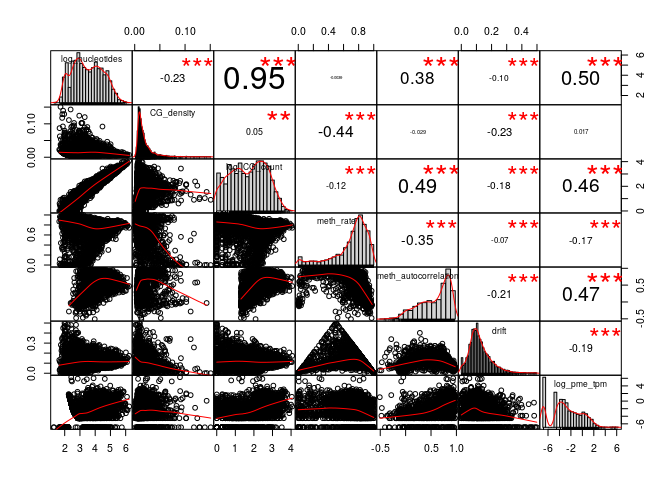 0.00 0.10
0.0 0.4 0.8
0.0 0.2 0.4
log_nucleotides -0.23 *** 0.95 *** 0.38 *** -0.10 *** 0.50 *** 2 4 6
0.00 0.10 CG_density 0.05 ** -0.44 *** -0.029 -0.23 *** 0.017
log_CG_count -0.12 *** 0.49 *** -0.18 *** 0.46 *** 0 2 4
0.0 0.6 meth_rate -0.35 *** -0.07 *** -0.17 ***
meth_autocorrelation -0.21 *** 0.47 *** -0.5 0.5
0.0 0.3 drift -0.19 ***
log_pme_tpm -6 -2 2 4
2 3 4 5 6
0 1 2 3 4
-0.5 0.5 1.0
-6 -2 2 4 6